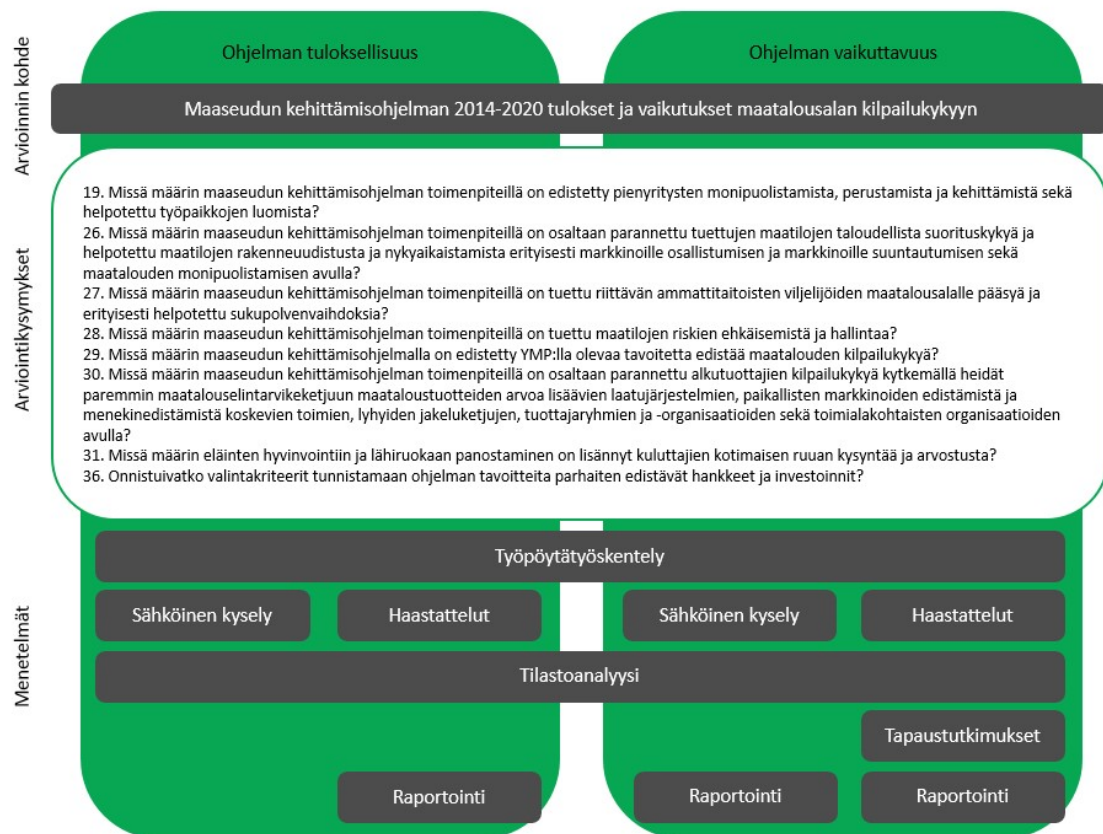 Arvioinnin kohde
Ohjelman tuloksellisuus
Ohjelman vaikuttavuus
Maaseudun kehittämisohjelman 2014-2020 tulokset ja vaikutukset maatalousalan kilpailukykyyn
Arviointikysymykset
19. Missä määrin maaseudun kehittämisohjelman toimenpiteillä on edistetty pienyritysten monipuolistamista, perustamista ja kehittämistä sekä
helpotettu työpaikkojen luomista?
26. Missä määrin maaseudun kehittämisohjelman toimenpiteillä on osaltaan parannettu tuettujen maatilojen taloudellista suorituskykyä ja
helpotettu maatilojen rakenneuudistusta ja nykyaikaistamista erityisesti markkinoille osallistumisen ja markkinoille suuntautumisen sekä
maatalouden monipuolistamisen avulla?
27. Missä määrin maaseudun kehittämisohjelman toimenpiteillä on tuettu riittävän ammattitaitoisten viljelijöiden maatalousalalle pääsyä ja
erityisesti helpotettu sukupolvenvaihdoksia?
28. Missä määrin maaseudun kehittämisohjelman toimenpiteillä on tuettu maatilojen riskien ehkäisemistä ja hallintaa?
29. Missä määrin maaseudun kehittämisohjelmalla on edistetty YMP:lla olevaa tavoitetta edistää maatalouden kilpailukykyä?
30. Missä määrin maaseudun kehittämisohjelman toimenpiteillä on osaltaan parannettu alkutuottajien kilpailukykyä kytkemällä heidät
paremmin maatalouselintarvikeketjuun maataloustuotteiden arvoa lisäävien laatujärjestelmien, paikallisten markkinoiden edistämistä ja
menekinedistämistä koskevien toimien, lyhyiden jakeluketjujen, tuottajaryhmien ja -organisaatioiden sekä toimialakohtaisten organisaatioiden
avulla?
31. Missä määrin eläinten hyvinvointiin ja lähiruokaan panostaminen on lisännyt kuluttajien kotimaisen ruuan kysyntää ja arvostusta?
36. Onnistuivatko valintakriteerit tunnistamaan ohjelman tavoitteita parhaiten edistävät hankkeet ja investoinnit?
Menetelmät
Työpöytätyöskentely
Sähköinen kysely
Haastattelut
Sähköinen kysely
Haastattelut
Tilastoanalyysi
Tapaustutkimukset
Raportointi
Raportointi
Raportointi